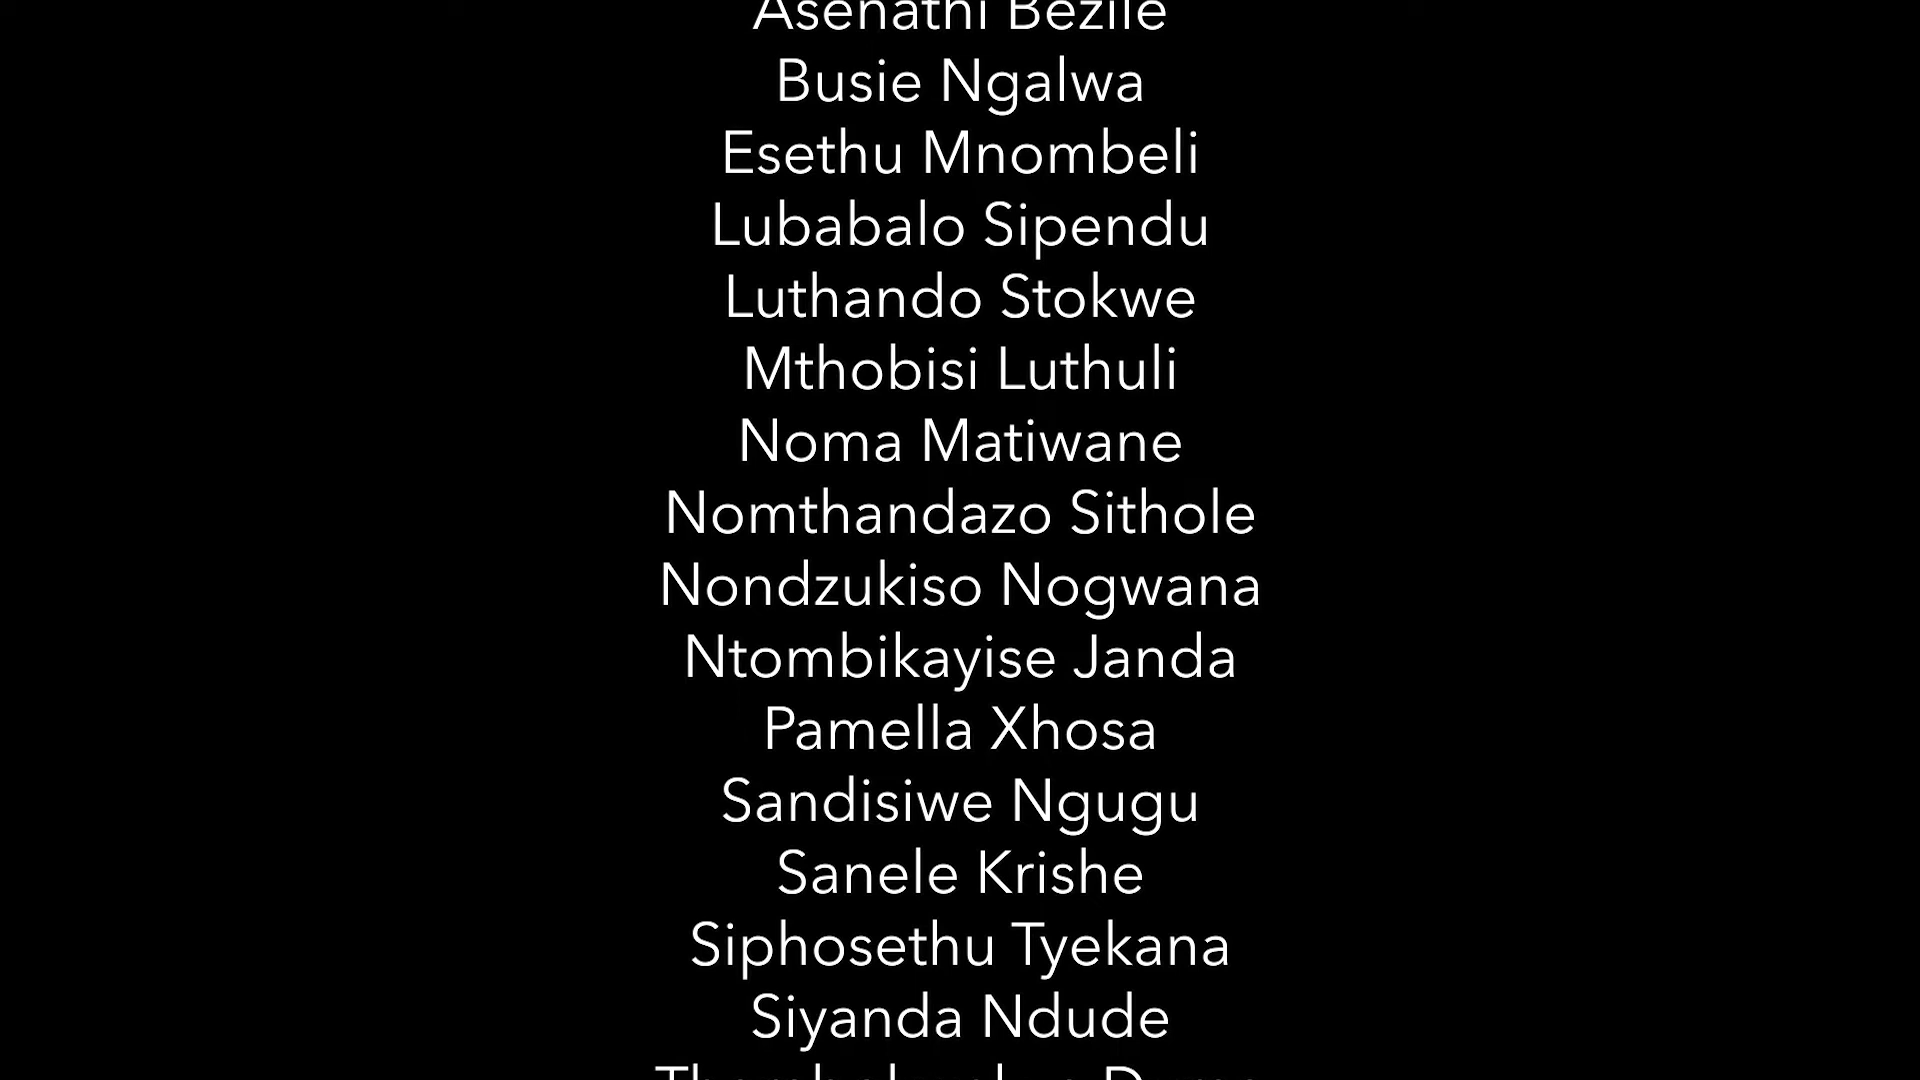 Asenathi Bezile
Busie Ngalwa
Esethu Mnombeli
Lubabalo Sipendu
Luthando Stokwe
Mthobisi Luthuli
Noma Matiwane
Nomthandazo Sithole
Nondzukiso Nogwana
Ntombikayise Janda
Pamella Xhosa
Sandisiwe Ngugu
Sanele Krishe
Siphosethu Tyekana
Siyanda Ndude